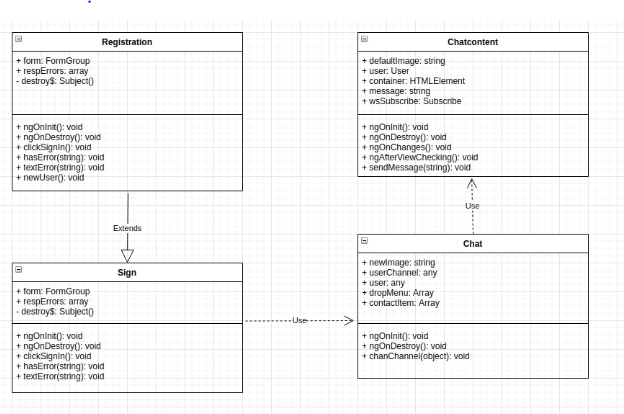 Registration
+ form: FormGroup
+ respErrors: array
- destroy$: Subject()
+ ngOnInit(): void
+ ngOnDestroy(): void
+ clickSignIn(): void
+ hasError(string): void
+ textError(string): void
+ newUser(): void
Extends
Sign
+ form: FormGroup
+ respErrors: array
- destroy$: Subject()
+ ngOnInit(): void
+ ngOnDestroy(): void
+ clickSignIn(): void
+ hasError(string): void
+ textError(string): void
Use
Chatcontent
+ defaultImage: string
+ user: User
+ container: HTMLElement
+ message: string
+ wsSubscribe: Subscribe
+ ngOnInit(): void
+ ngOnDestroy(): void
+ ngOnChanges(): void
+ ngAfterViewChecking(): void
+ sendMessage(string): void
Use
Chat
+ newImage: string
+ userChannel: any
+ user: any
+ dropMenu: Array
+ contactItem: Array
+ ngOnInit(): void
+ ngOnDestroy(): void
+ chanChannel(object): void